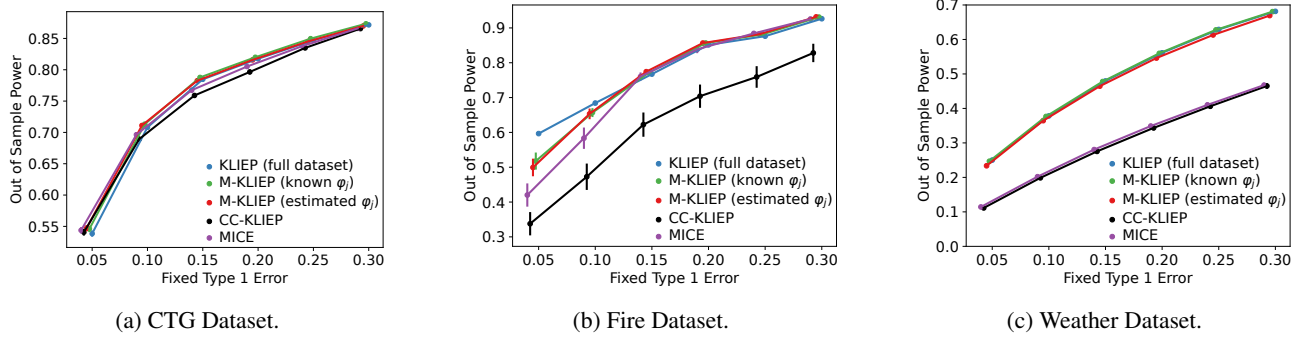 Out of Sample Power
0.85
0.80
0.75
0.70
0.65
0.60
0.55
KLIEP (full dataset)
M-KLIEP (known φj)
M-KLIEP (estimated φj)
CC-KLIEP
MICE
0.05 0.10 0.15 0.20 0.25 0.30
Fixed Type 1 Error
(a) CTG Dataset.
Out of Sample Power
0.9
0.8
0.7
0.6
0.5
0.4
0.3
KLIEP (full dataset)
M-KLIEP (known φj)
M-KLIEP (estimated φj)
CC-KLIEP
MICE
0.05 0.10 0.15 0.20 0.25 0.30
Fixed Type 1 Error
(b) Fire Dataset.
Out of Sample Power
0.7
0.6
0.5
0.4
0.3
0.2
0.1
0.0
KLIEP (full dataset)
M-KLIEP (known φj)
M-KLIEP (estimated φj)
CC-KLIEP
MICE
0.05 0.10 0.15 0.20 0.25 0.30
Fixed Type 1 Error
(c) Weather Dataset.